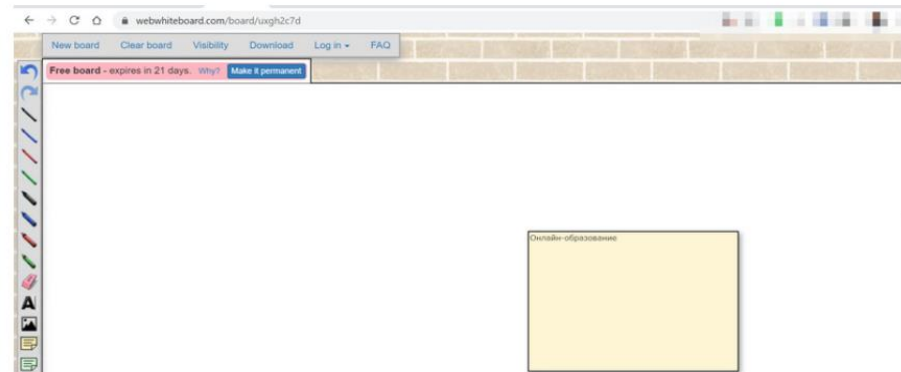 webwhiteboard.com/board/uxgh2c7d
New board Clear board Visibility Download Log in FAQ
Free board - expires in 21 days. Why? Make it permanent
Онлайн-образование
A